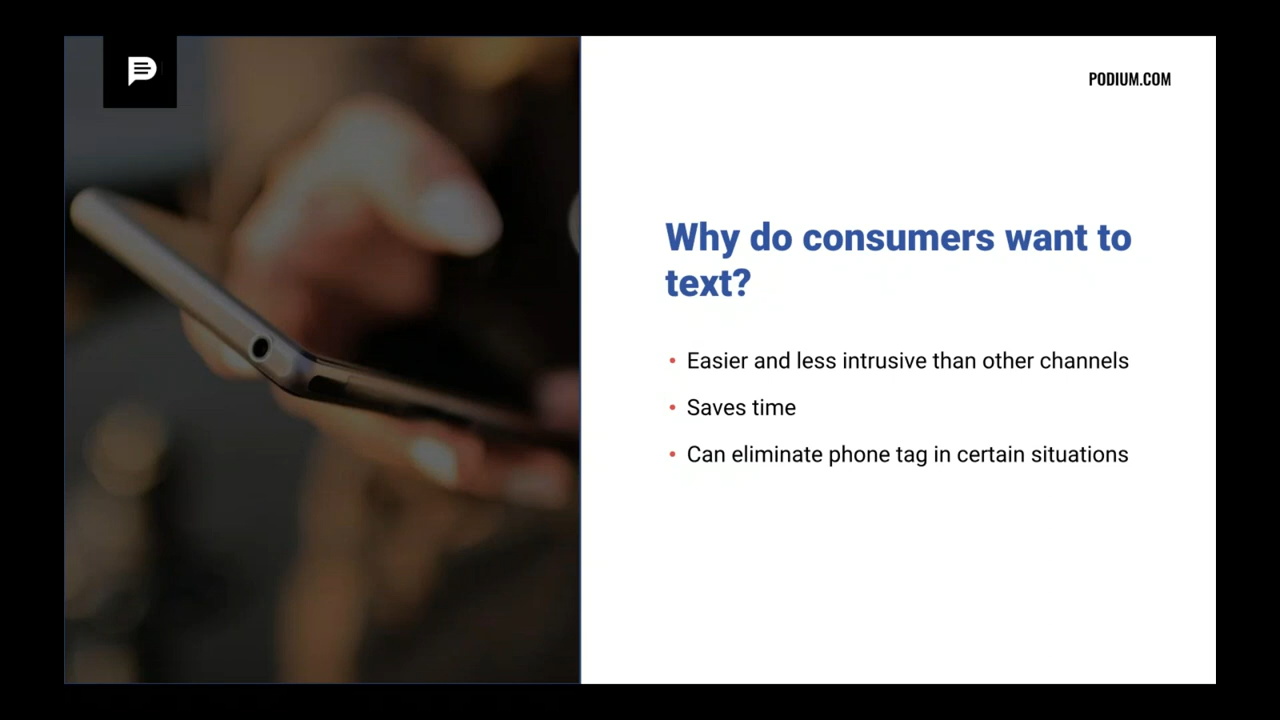 PODIUM.COM
Why do consumers want to
text?
• Easier and less intrusive than other channels
• Saves time
• Can eliminate phone tag in certain situations